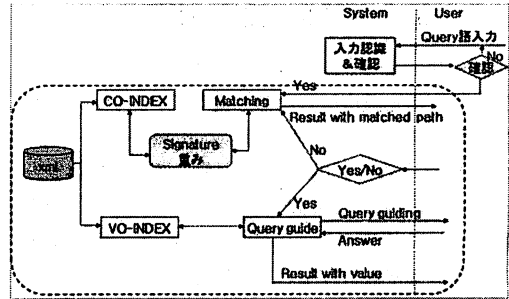 System User
Query語入力
入力認識
&確認
No
確認
Yes
CO-INDEX
Matching
Result with matched path
Signature
重み
No
Yes/No
xml
Yes
Query guiding
VO-INDEX
Query guide
Answer
Result with value